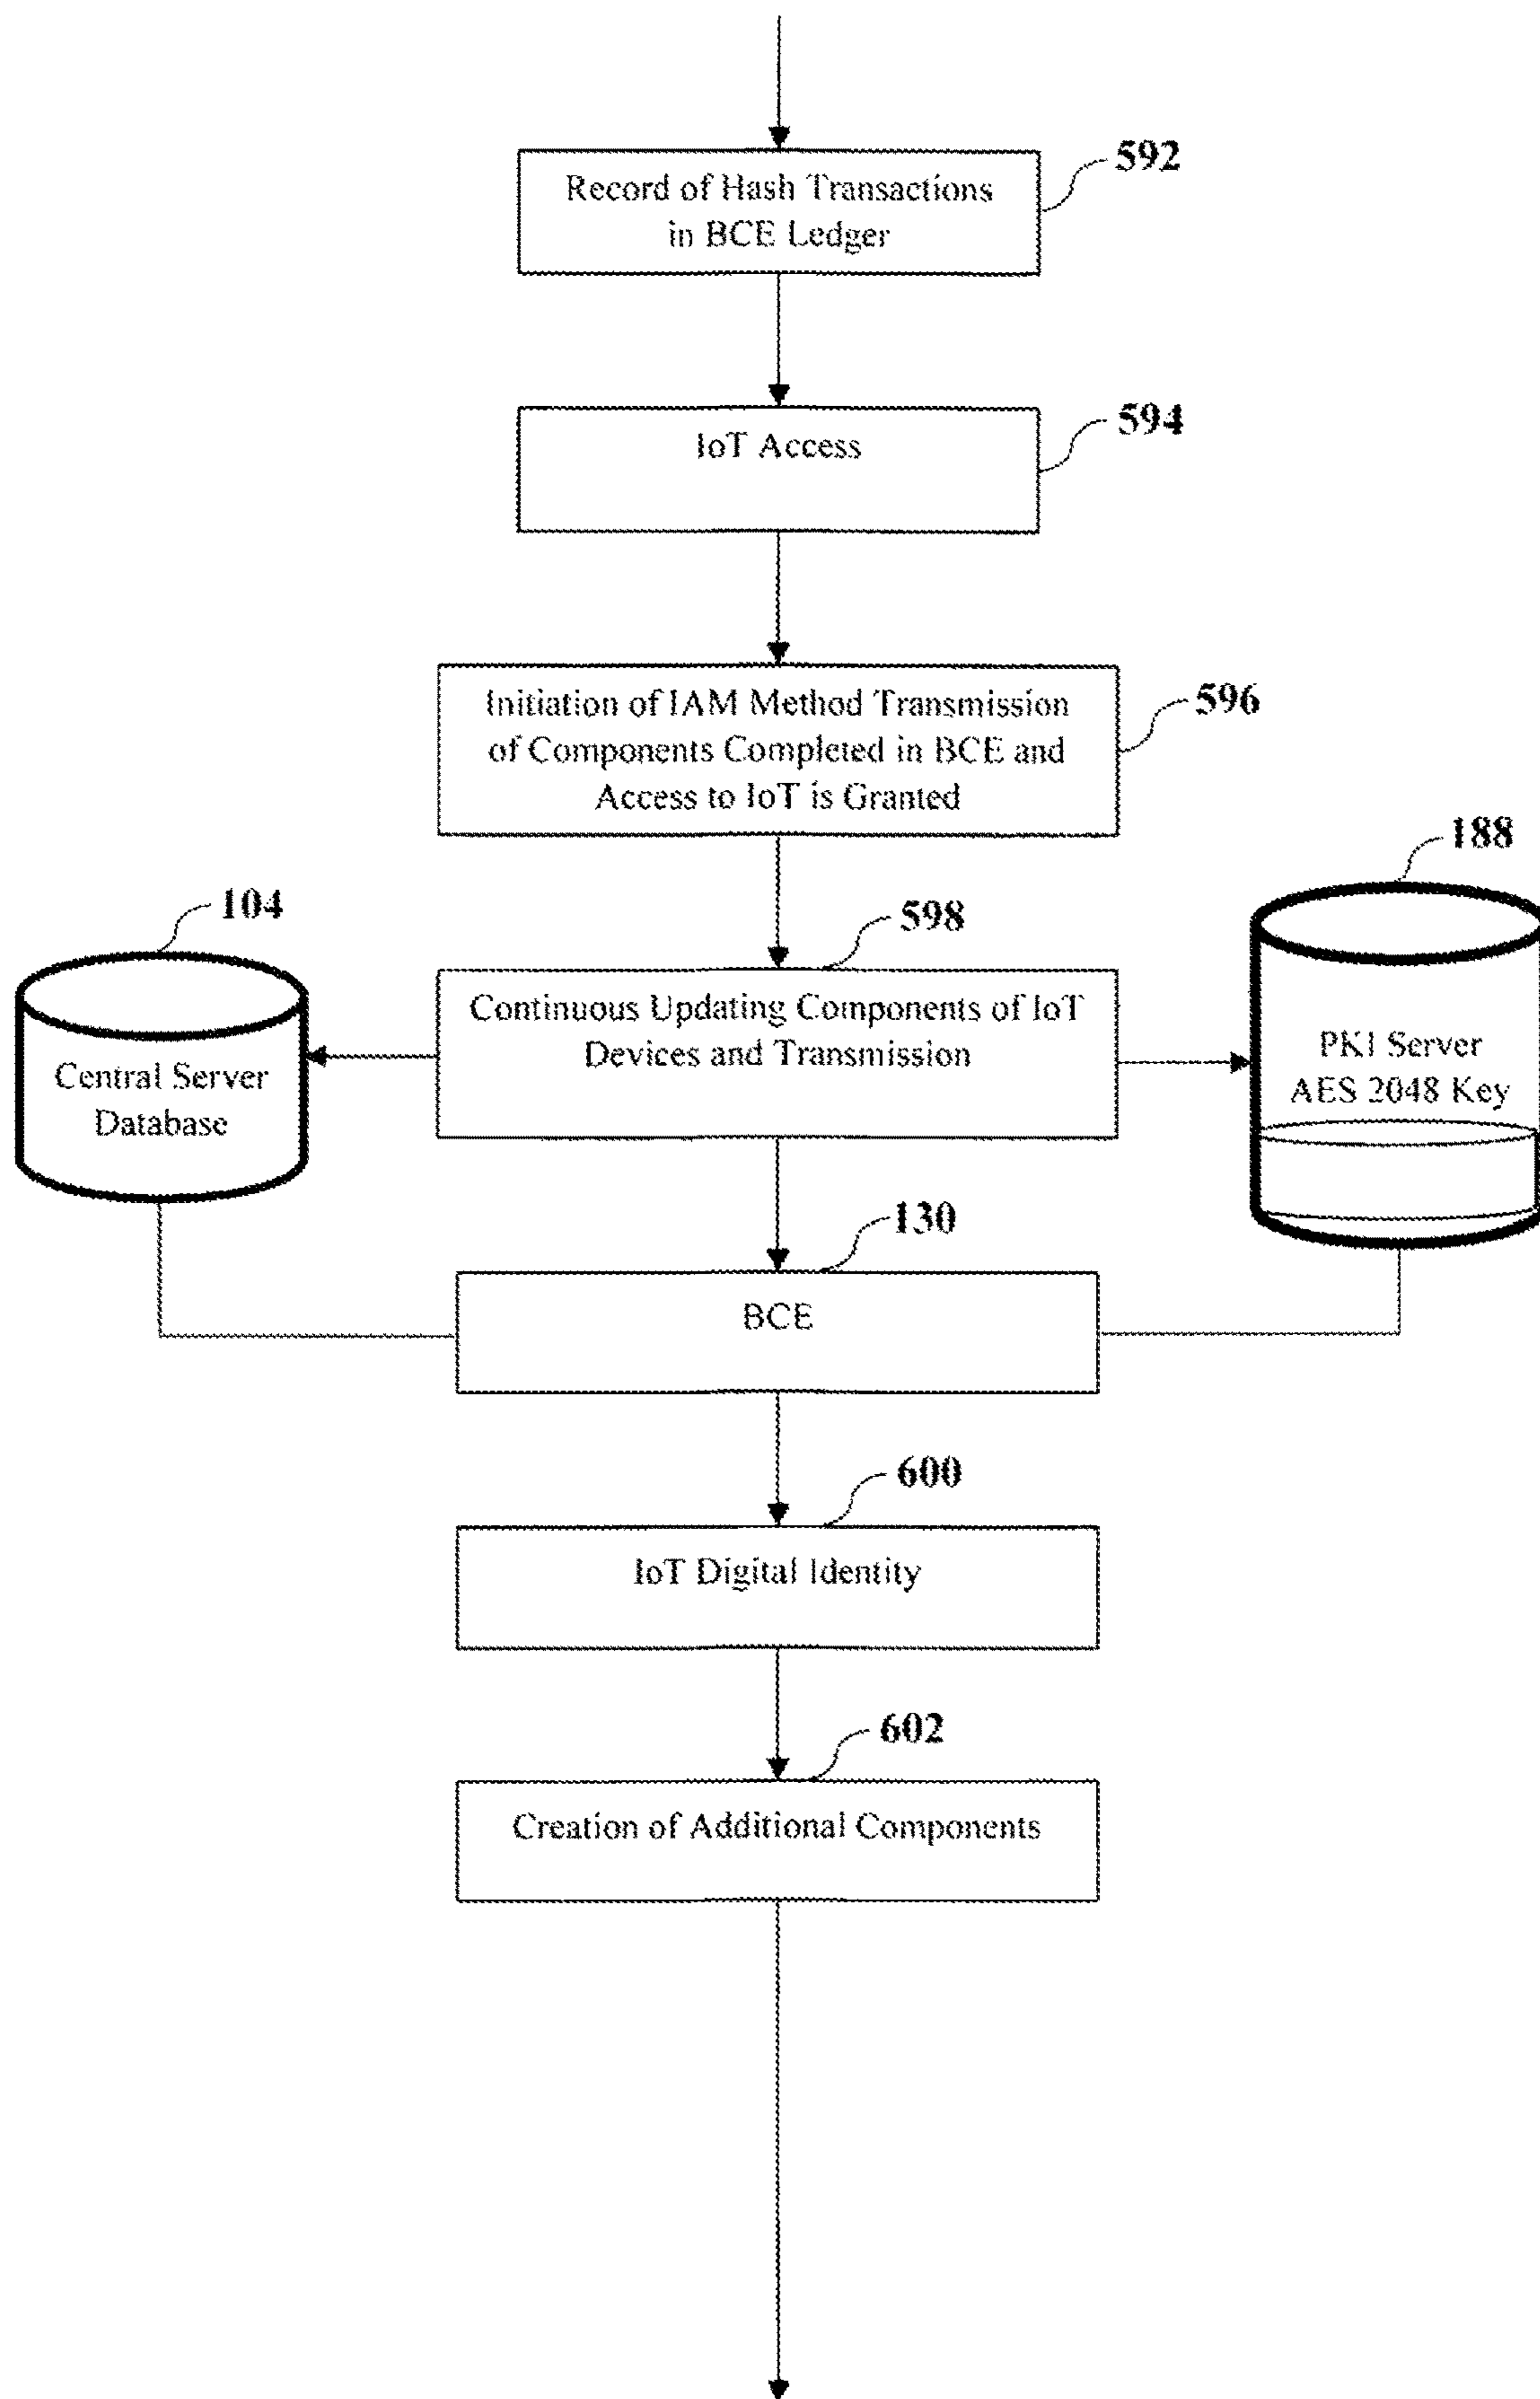 592
Record of Hash Transactions
in BCE Ledger
594
IoT Access
596
Initiation of IAM Method Transmission
of Components Completed in BCE and
Access to IoT is Granted
188
104
598
Continuous Updating Components of IoT
Devices and Transmission
PKI Server
AES 2048 Key
Central Server
Database
130
BCE
600
IoT Digital Identity
602
Creation of Additional Components